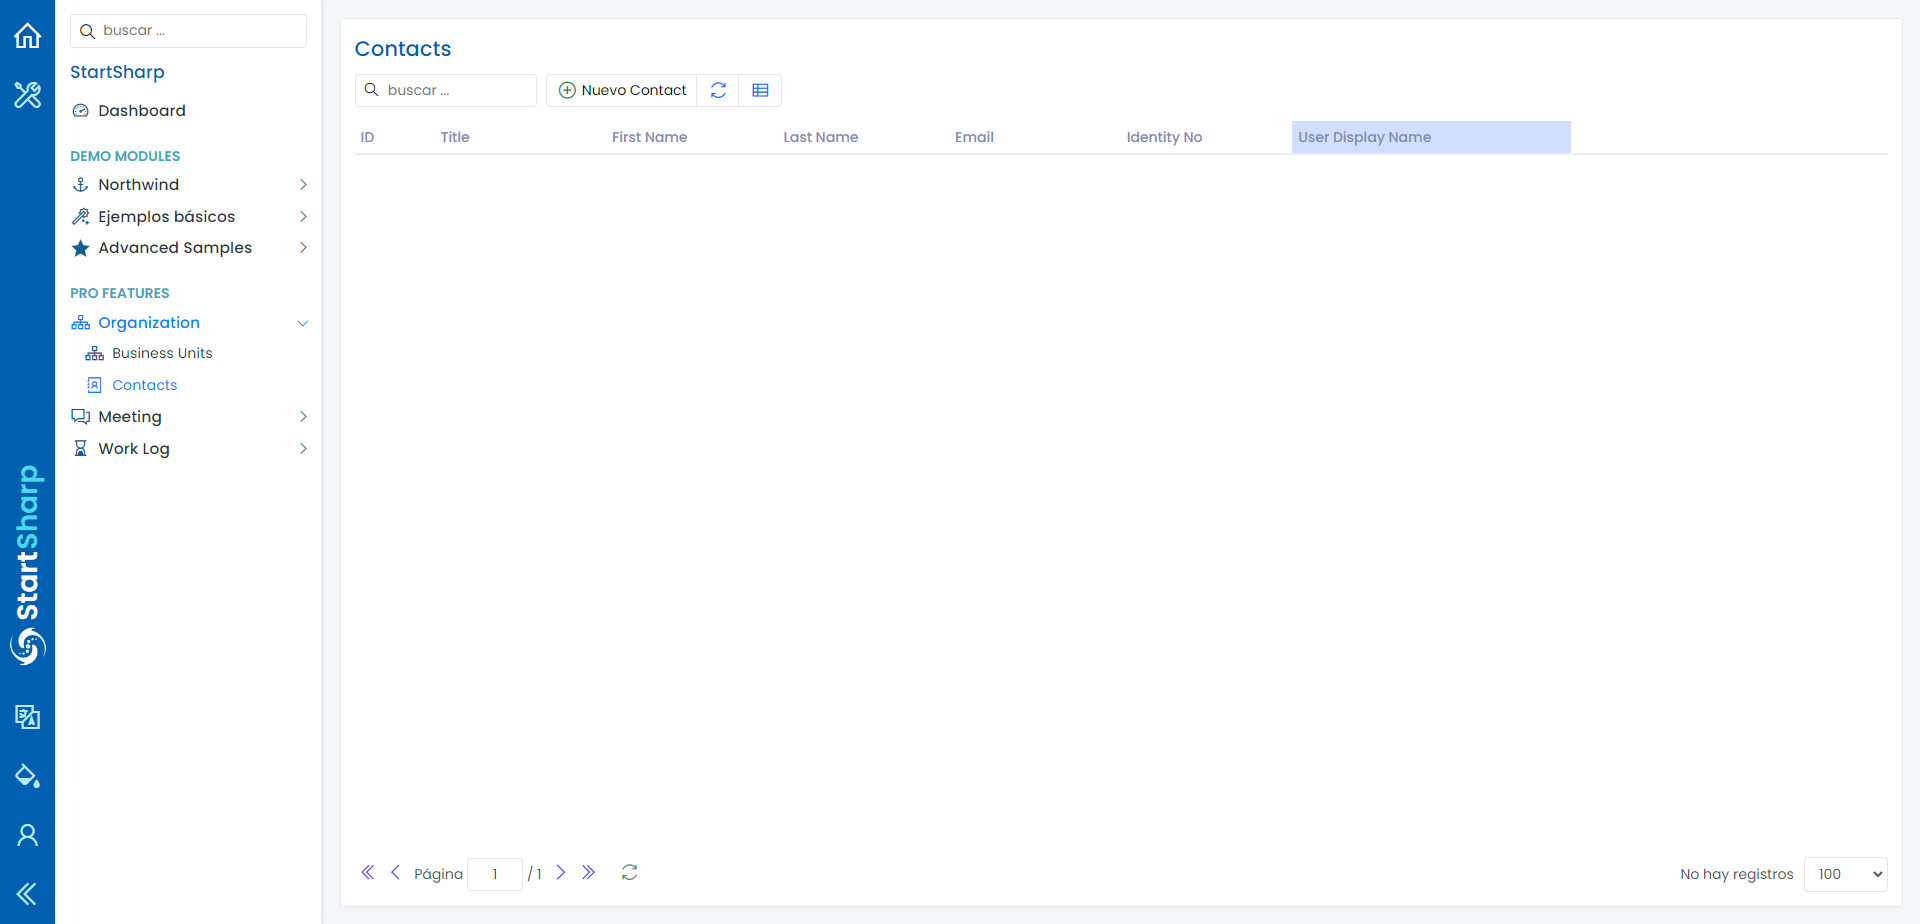 buscar ...
StartSharp
Dashboard
DEMO MODULES
Northwind
Ejemplos básicos
Advanced Samples
PRO FEATURES
Organization
Business Units
Contacts
Meeting
Work Log
StartSharp
Contacts
buscar ...
Nuevo Contact
ID Title First Name Last Name Email Identity No User Display Name
Página 1 / 1
No hay registros 100